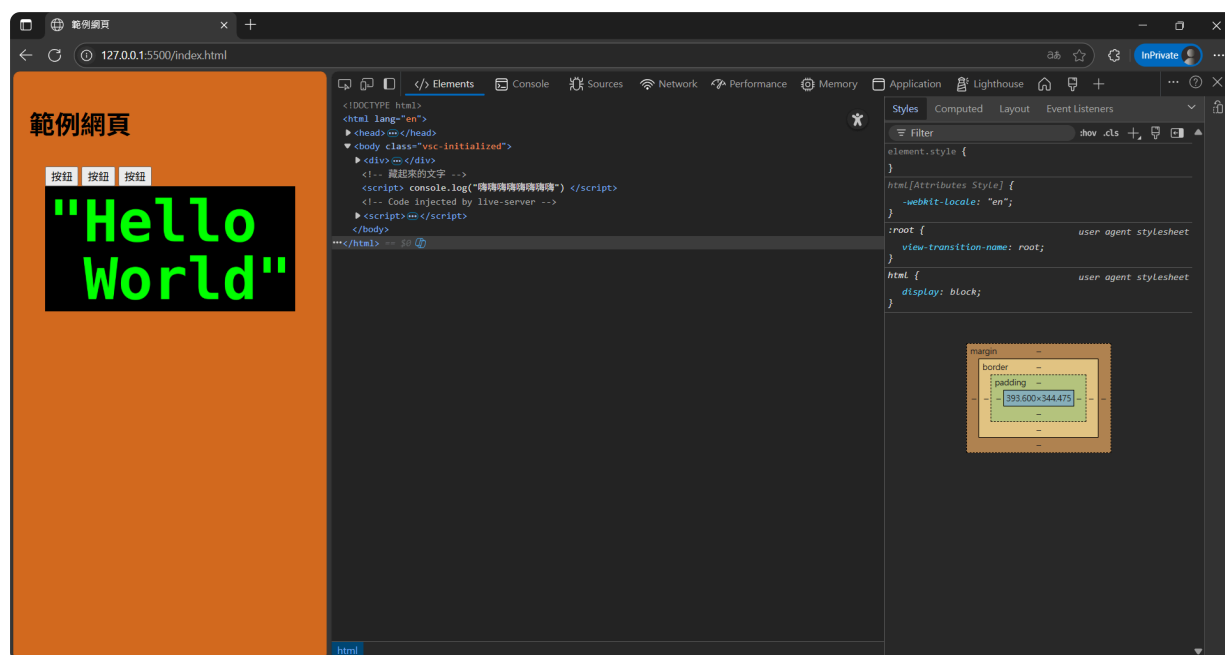 範例網頁
127.0.0.1:5500/index.html
InPrivate
範例網頁
按鈕 按鈕 按鈕
"Hello
World"
</> Elements Console Sources Network Performance Memory Application Lighthouse
<!DOCTYPE html>
<html lang="en">
<head> </head>
<body class="vsc-initialized">
<div> </div>
<!-- 藏起來的文字 -->
<script> console.log("嗨嗨嗨嗨嗨嗨嗨嗨") </script>
<!-- Code injected by live-server -->
<script> </script>
</body>
</html> == $0
html
Styles Computed Layout Event Listeners
Filter :hov .cls
element.style {
}
html[Attributes Style] {
-webkit-locale: "en";
}
:root { user agent stylesheet
view-transition-name: root;
}
html { user agent stylesheet
display: block;
}
margin –
border –
padding –
– – – 393.600×344.475 – – –
–
–
–